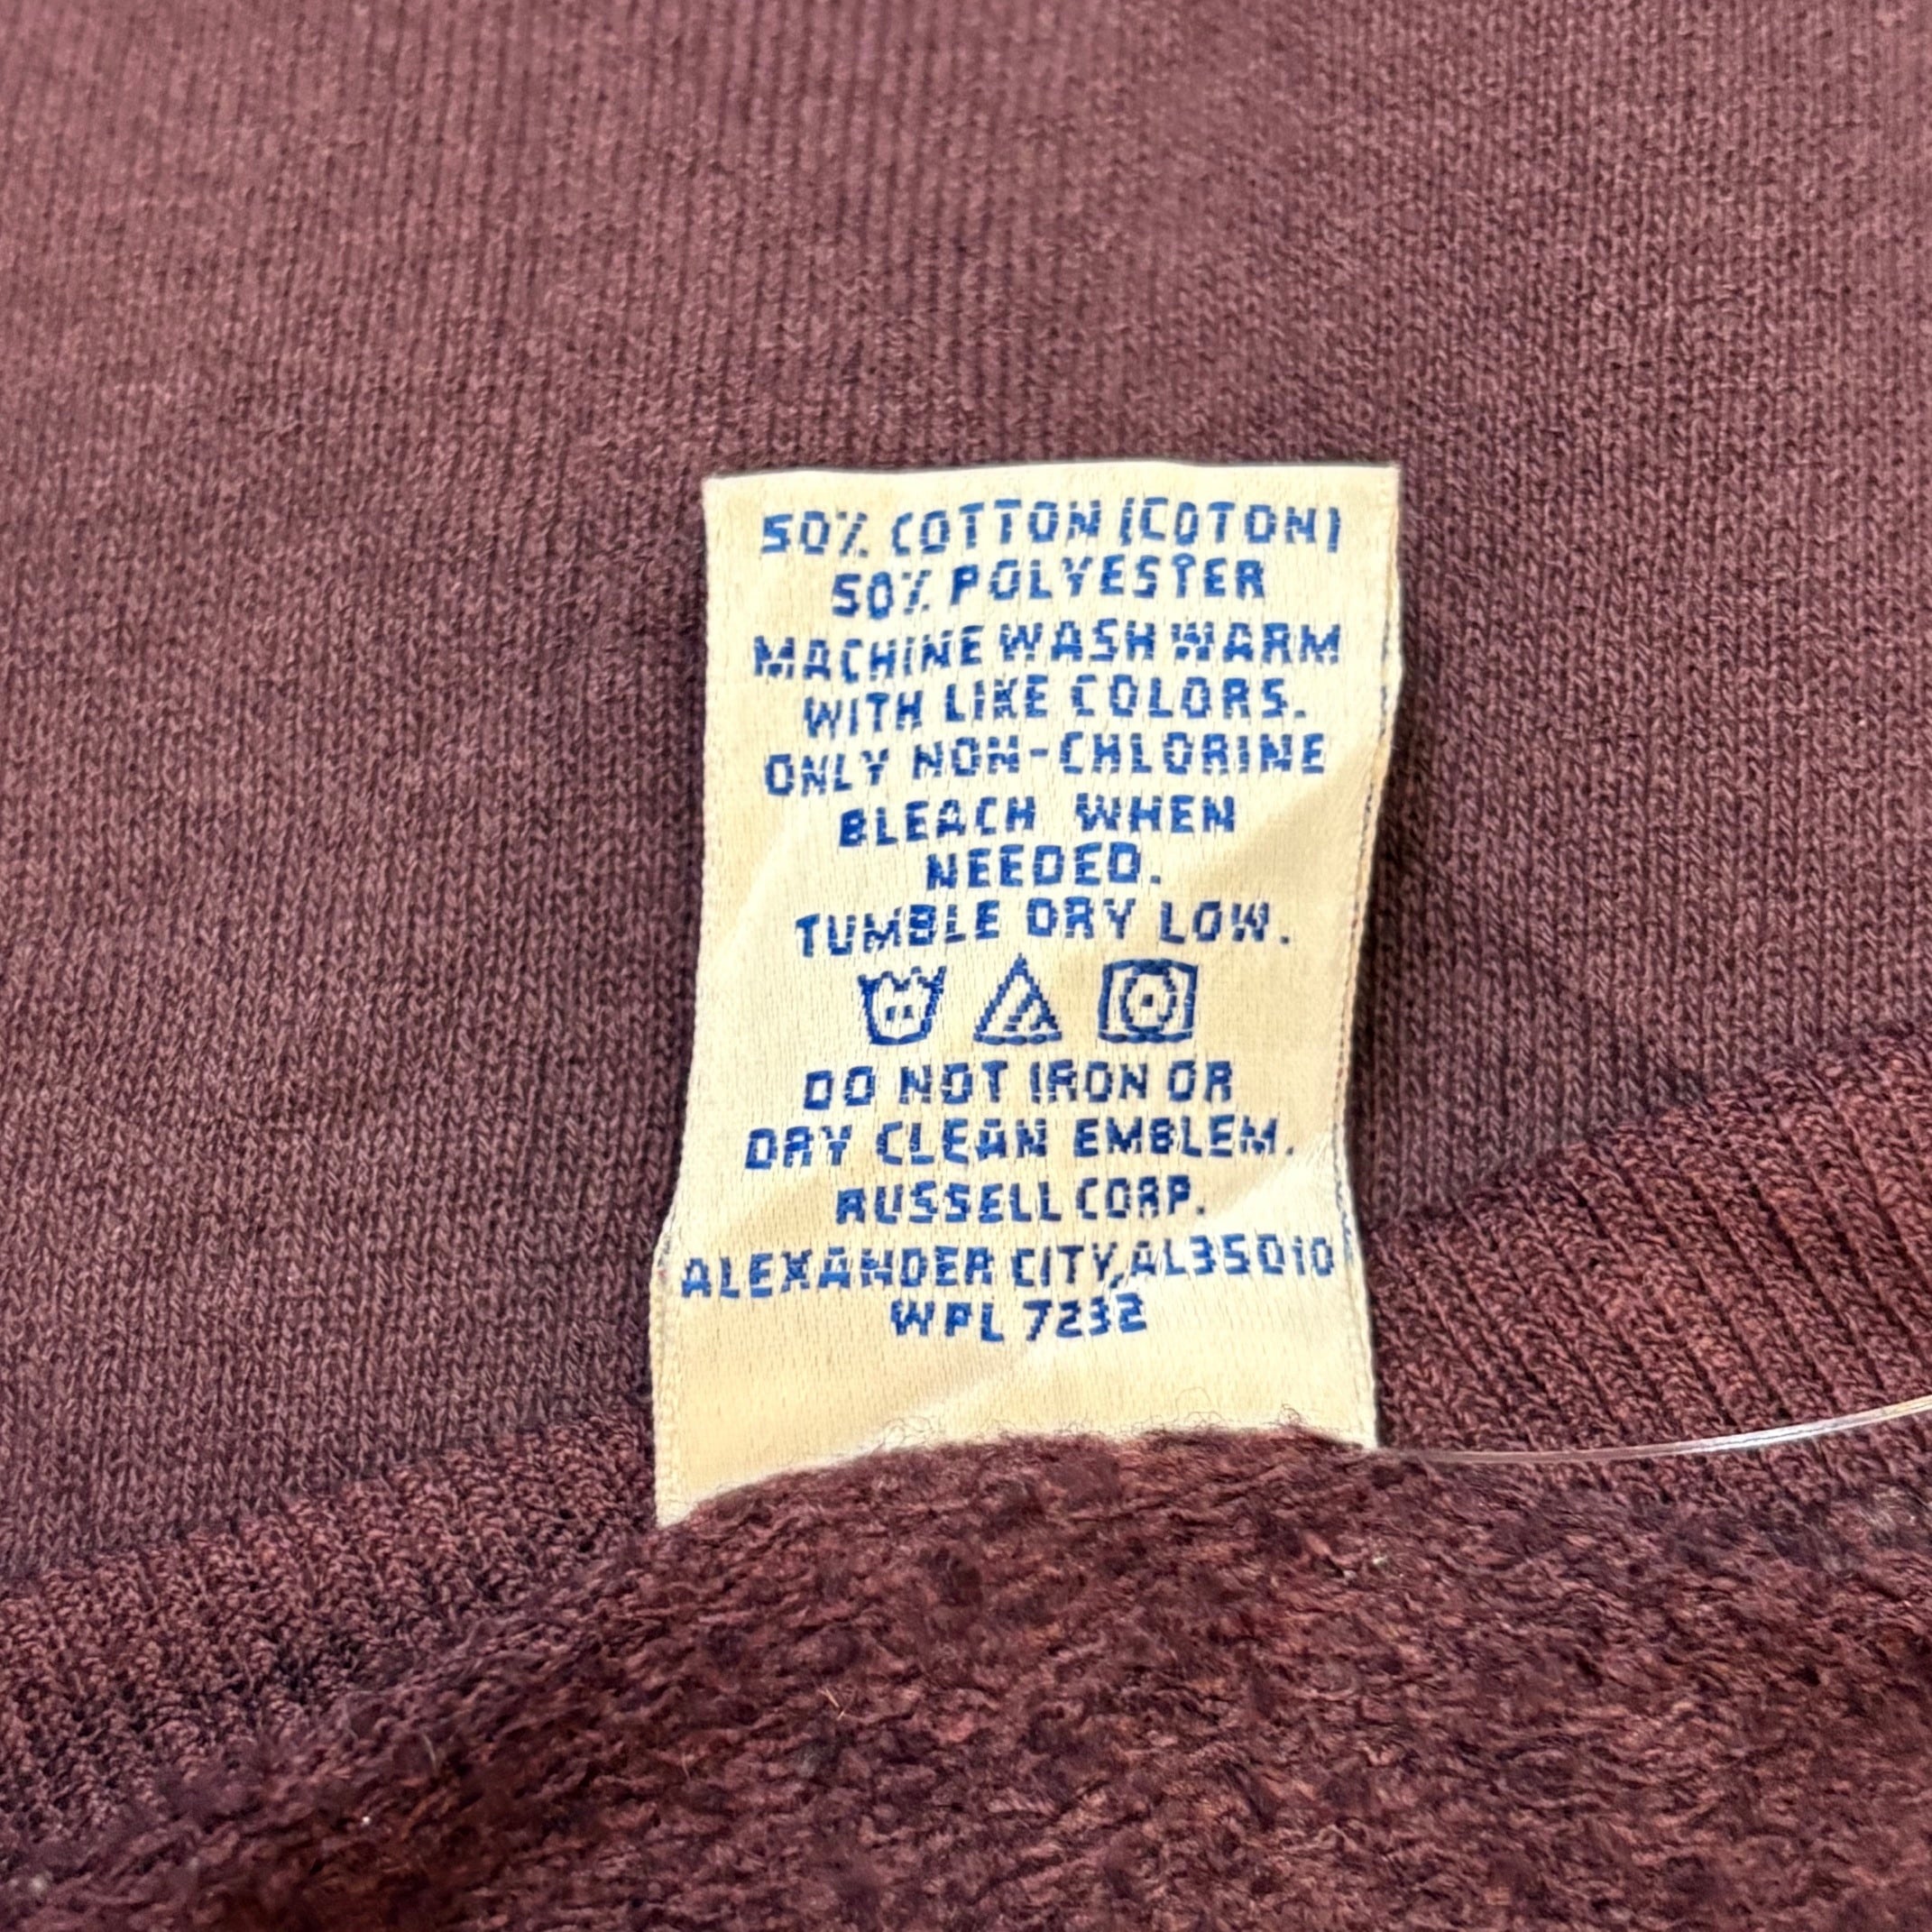 50% COTTON (COTON)
50% POLYESTER
MACHINE WASH WARM
WITH LIKE COLORS.
ONLY NON-CHLORINE
BLEACH WHEN
NEEDED.
TUMBLE DRY LOW.
DO NOT IRON OR
DRY CLEAN EMBLEM.
RUSSELL CORP.
ALEXANDER CITY, AL35010
WPL 7232